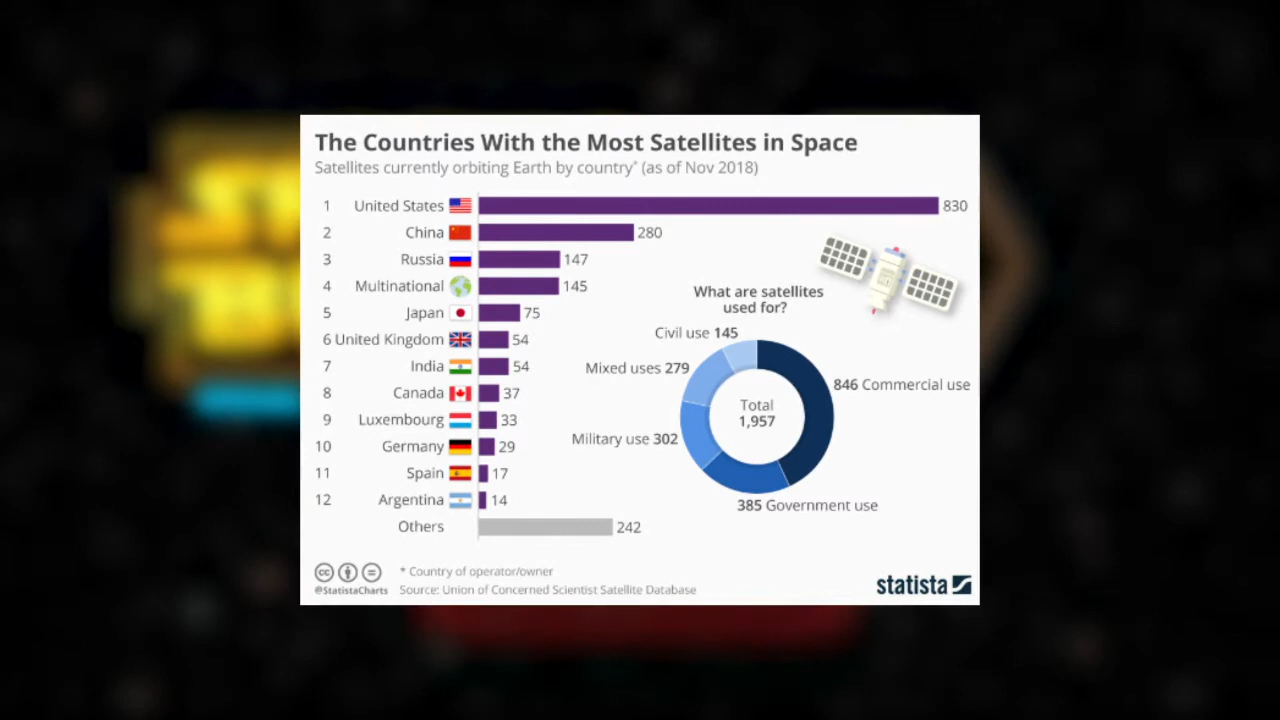 The Countries With the Most Satellites in Space
Satellites currently orbiting Earth by country* (as of Nov 2018)
1 United States 830
2 China 280
3 Russia 147
4 Multinational 145
5 Japan 75
6 United Kingdom 54
7 India 54
8 Canada 37
9 Luxembourg 33
10 Germany 29
11 Spain 17
12 Argentina 14
Others 242
What are satellites
used for?
Civil use 145
Mixed uses 279
846 Commercial use
Total
1,957
Military use 302
385 Government use
cc
* Country of operator/owner
@StatistaCharts Source: Union of Concerned Scientist Satellite Database
statista